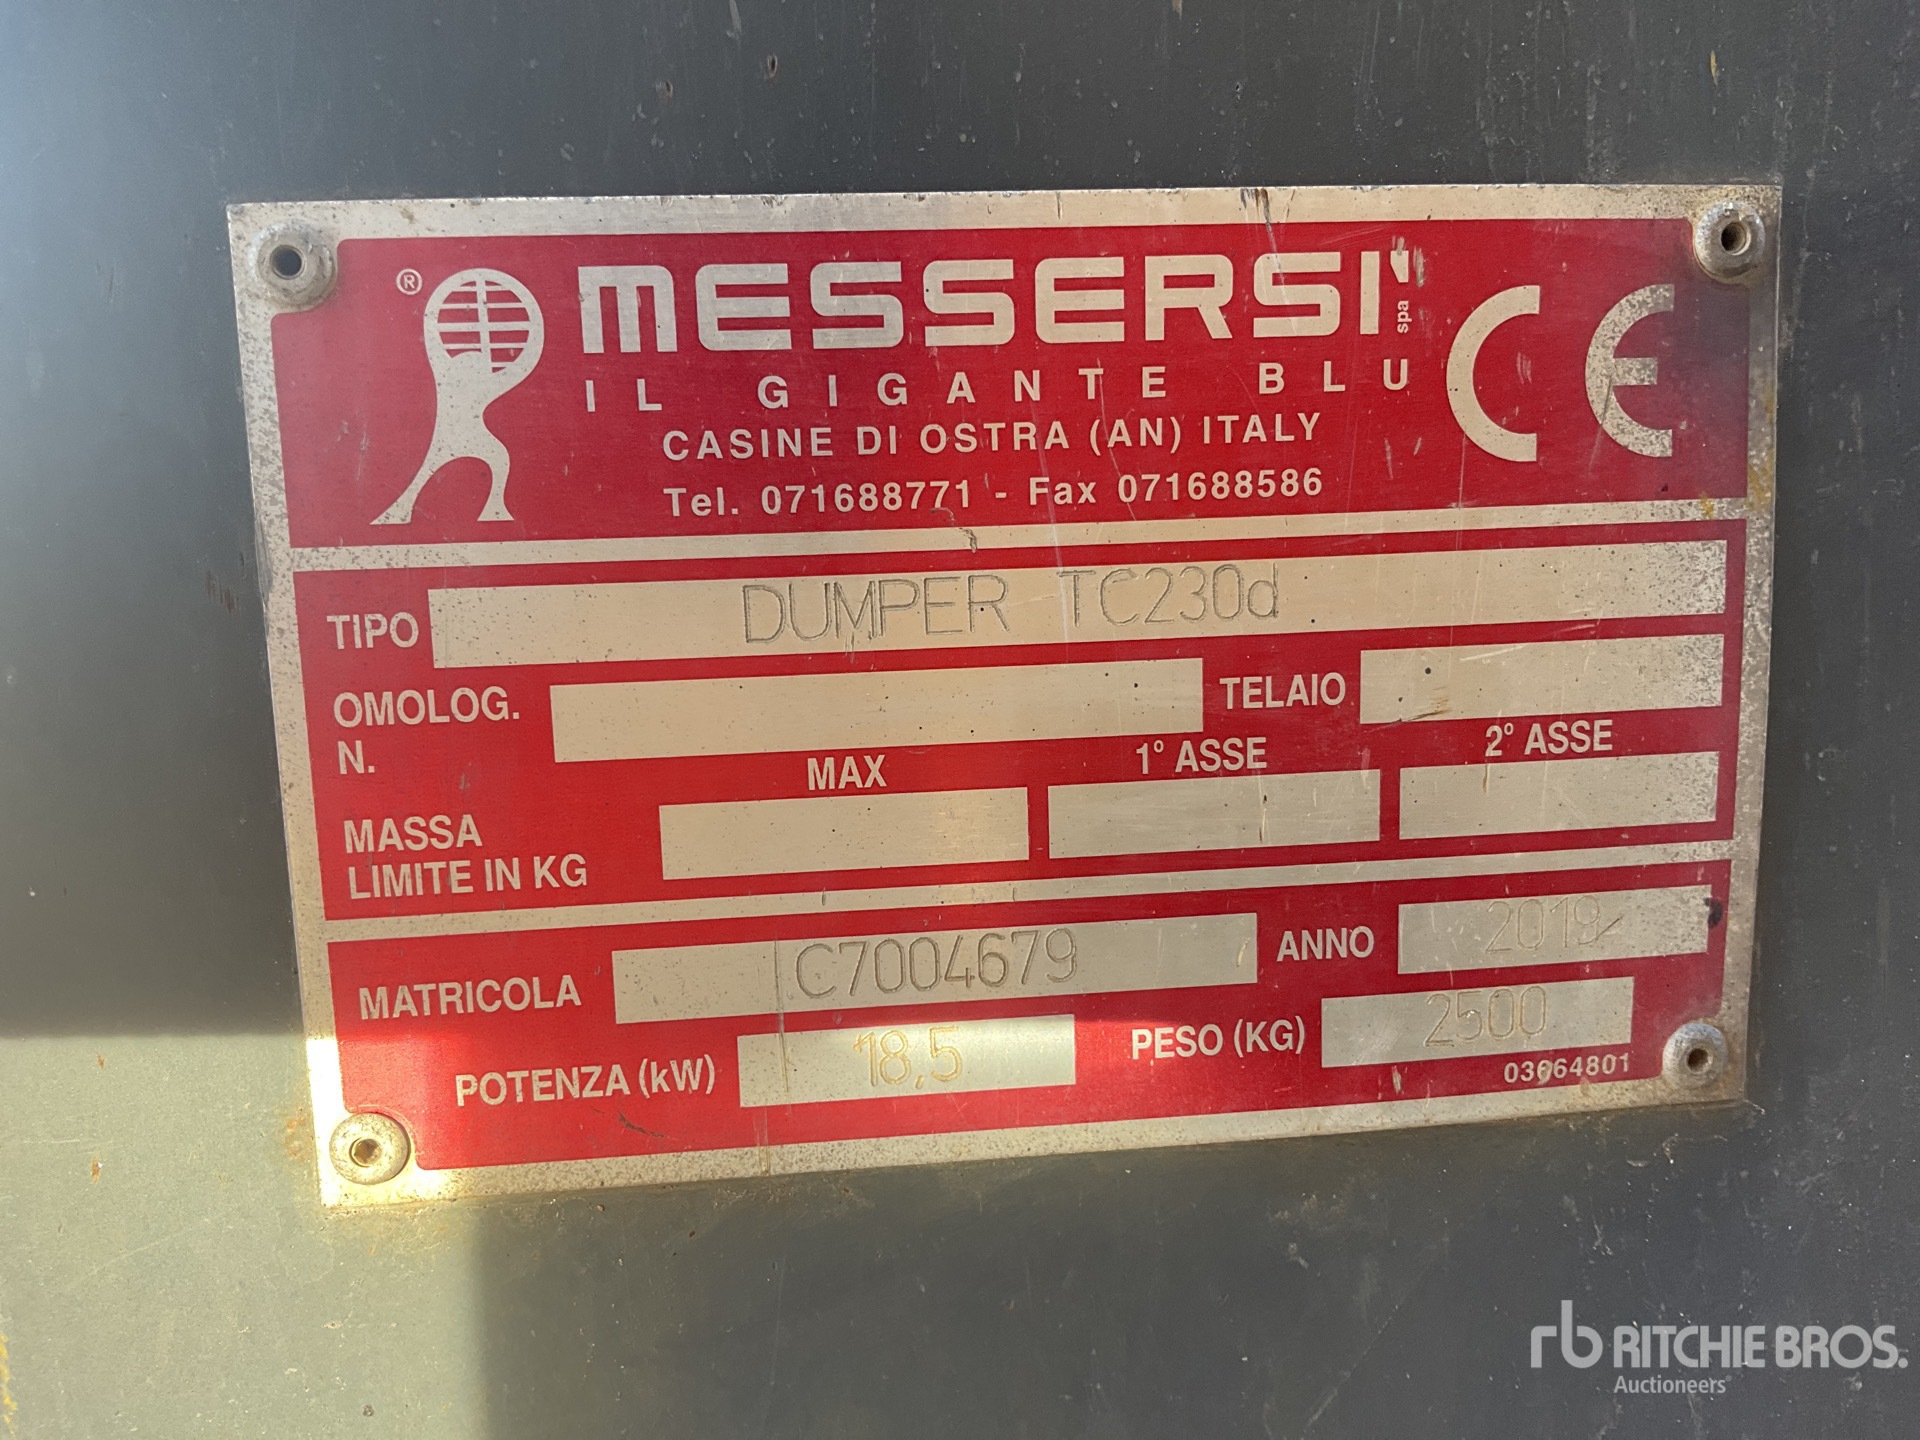 ® MESSERSI' spa CE
IL GIGANTE BLU
CASINE DI OSTRA (AN) ITALY
Tel. 071688771 - Fax 071688586
TIPO DUMPER TC230d
OMOLOG. N. TELAIO
MAX 1° ASSE 2° ASSE
MASSA
LIMITE IN KG
MATRICOLA C7004679 ANNO 2019
POTENZA (kW) 18,5 PESO (KG) 2500
03664801
rb RITCHIE BROS.
Auctioneers